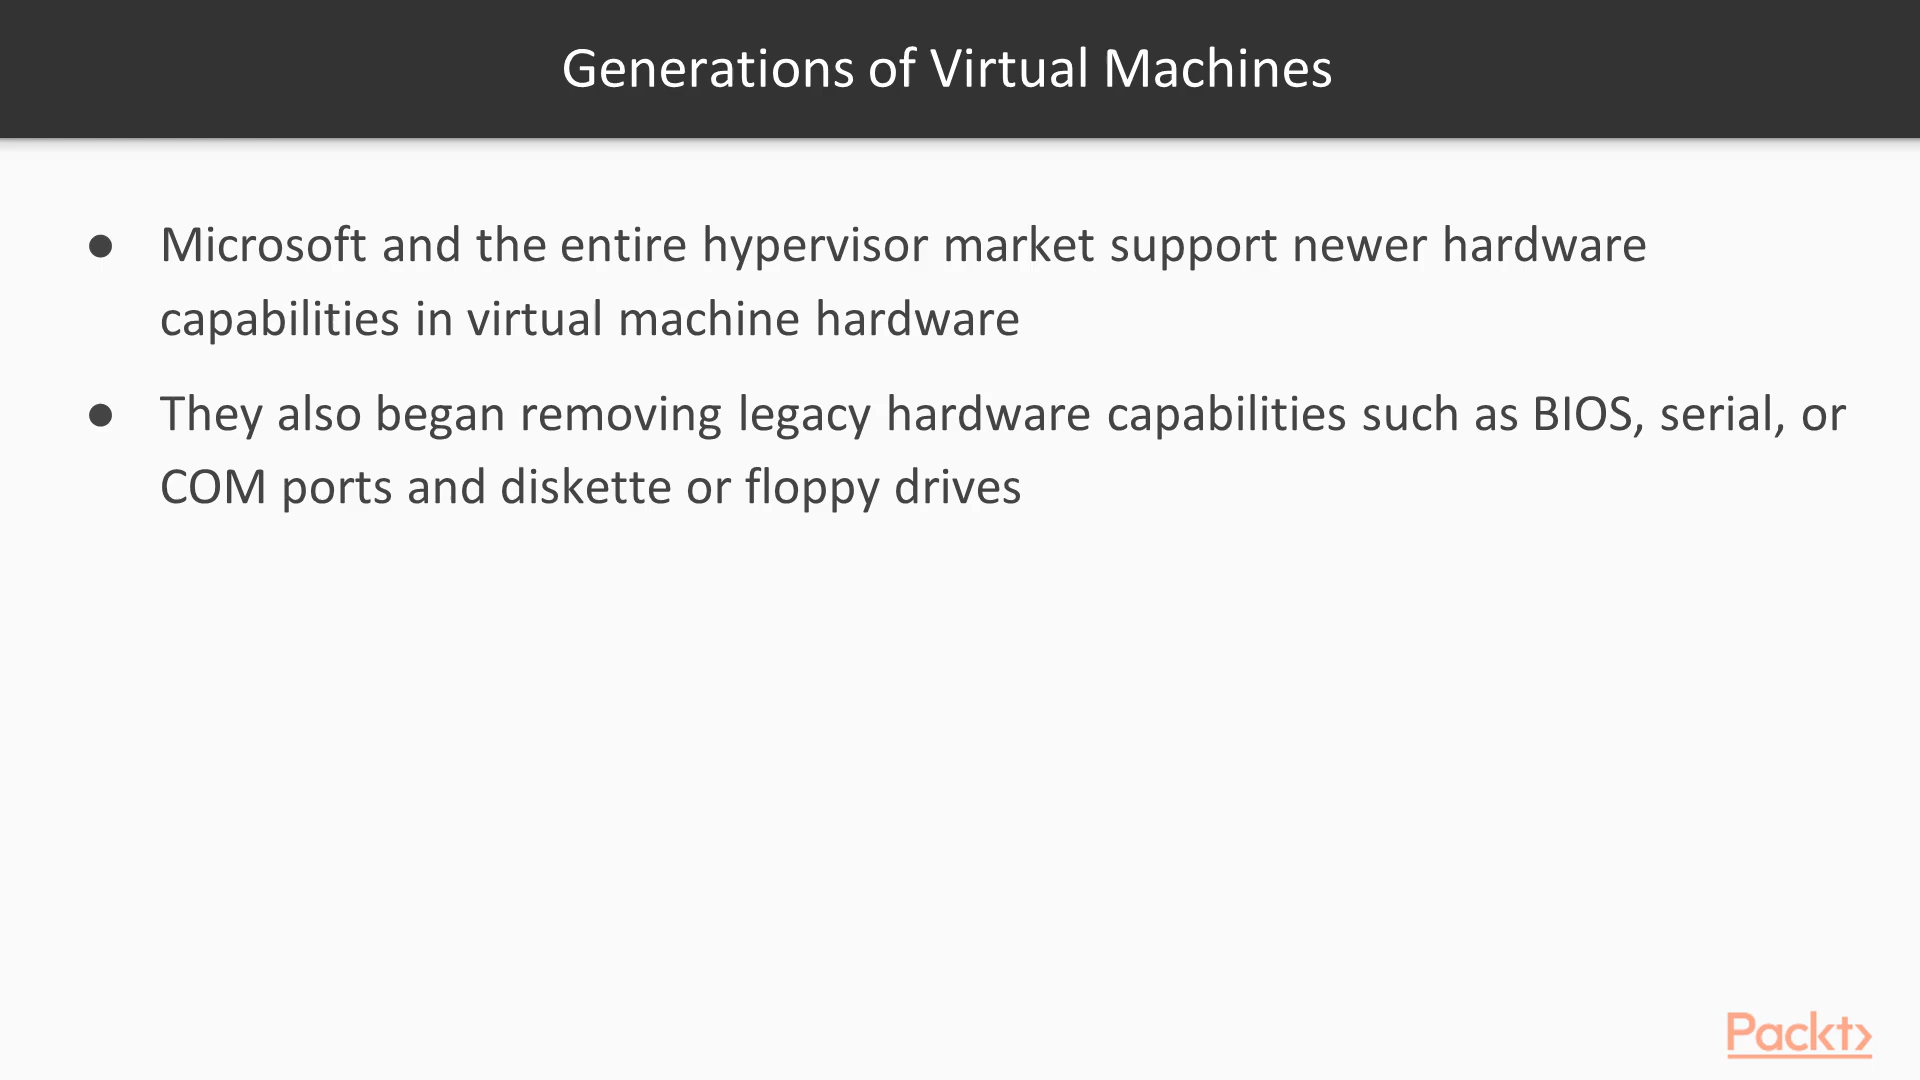 Generations of Virtual Machines
● Microsoft and the entire hypervisor market support newer hardware
capabilities in virtual machine hardware
● They also began removing legacy hardware capabilities such as BIOS, serial, or
COM ports and diskette or floppy drives
Packt>